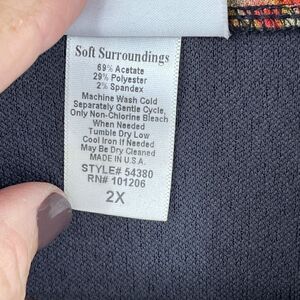 Soft Surroundings
69% Acetate
29% Polyester
2% Spandex
Machine Wash Cold
Separately Gentle Cycle,
Only Non-Chlorine Bleach
When Needed
Tumble Dry Low
Cool Iron If Needed
May Be Dry Cleaned
MADE IN U.S.A.
STYLE# 54380
RN# 101206
2X